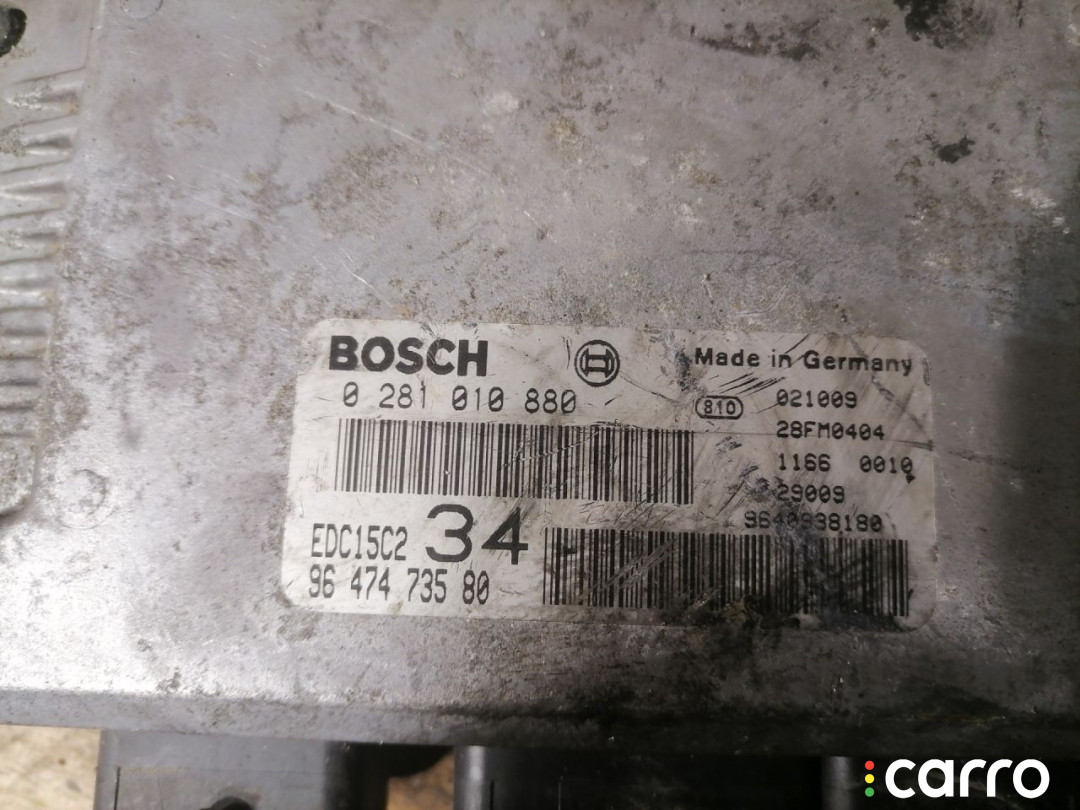 BOSCH
Made in Germany
0 281 010 880
810
021009
28FM0404
1166 0010
29009
9640938180
EDC15C2 34
96 474 735 80
carro